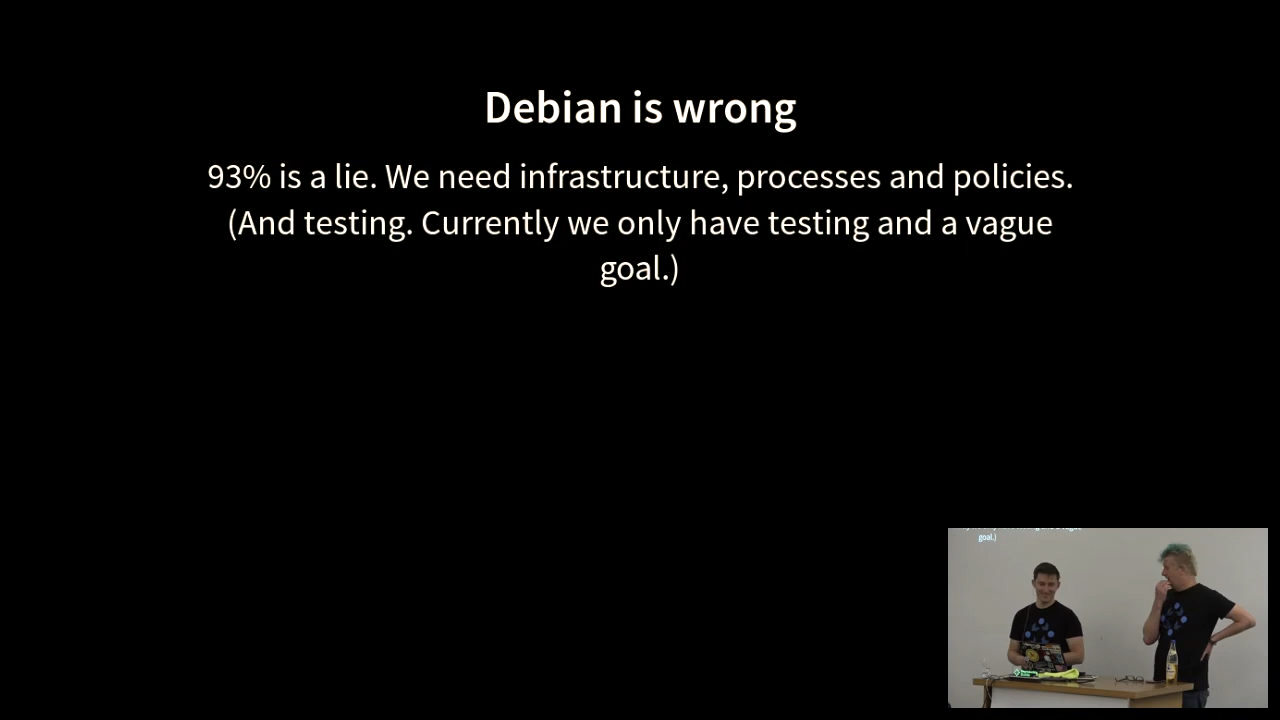 Debian is wrong
93% is a lie. We need infrastructure, processes and policies.
(And testing. Currently we only have testing and a vague
goal.)
goal.)